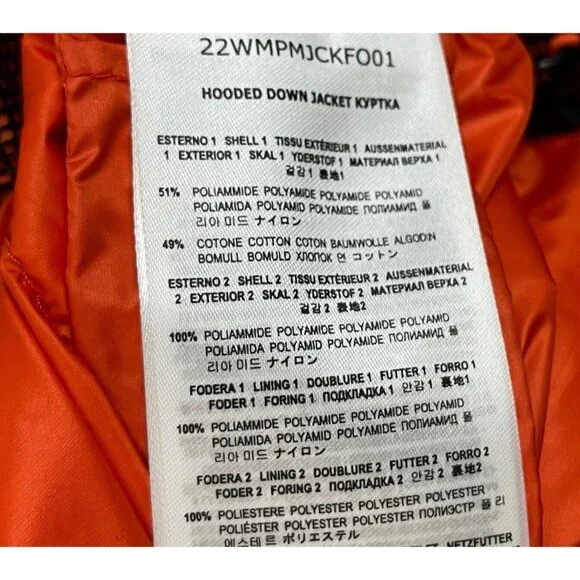 22WMPMJCKFO01
HOODED DOWN JACKET КУРТКА
ESTERNO 1 SHELL 1 TISSU EXTÉRIEUR 1 AUSSENMATERIAL
1 EXTERIOR 1 SKAL 1 YDERSTOF 1 МАТЕРИАЛ ВЕРХА 1
겉감 1 表地1
51% POLIAMMIDE POLYAMIDE POLYAMIDE POLYAMID
POLIAMIDA POLYAMID POLYAMIDE ПОЛИАМИД 폴
리아 미드 ナイロン
49% COTONE COTTON COTON BAUMWOLLE ALGODÓN
BOMULL BOMULD ХЛОПОК 면 コットン
ESTERNO 2 SHELL 2 TISSU EXTÉRIEUR 2 AUSSENMATERIAL
2 EXTERIOR 2 SKAL 2 YDERSTOF 2 МАТЕРИАЛ ВЕРХА 2
겉감 2 表地2
100% POLIAMMIDE POLYAMIDE POLYAMIDE POLYAMID
POLIAMIDA POLYAMID POLYAMIDE ПОЛИАМИД 폴
리아 미드 ナイロン
FODERA 1 LINING 1 DOUBLURE 1 FUTTER 1 FORRO 1
FODER 1 FORING 1 ПОДКЛАДКА 1 안감 1 裏地1
100% POLIAMMIDE POLYAMIDE POLYAMIDE POLYAMID
POLIAMIDA POLYAMID POLYAMIDE ПОЛИАМИД 폴
리아 미드 ナイロン
FODERA 2 LINING 2 DOUBLURE 2 FUTTER 2 FORRO 2
FODER 2 FORING 2 ПОДКЛАДКА 2 안감 2 裏地2
100% POLIESTERE POLYESTER POLYESTER POLYESTER
POLIÉSTER POLYESTER POLYESTER ПОЛИЭСТР 폴 리
에스테르 ポリエステル
NETZFUTTER